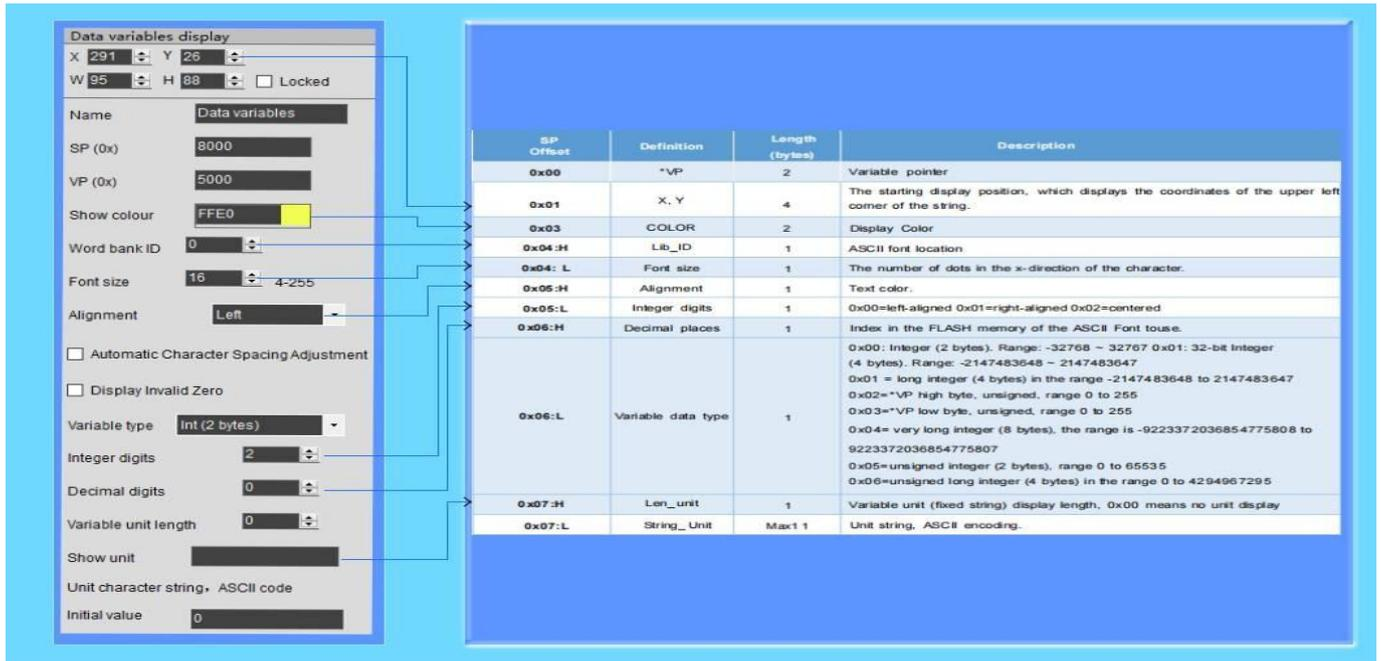 Data variables display
X 291 Y 26
W 95 H 88 Locked
Name Data variables
SP (0x) 8000
VP (0x) 5000
Show colour FFE0
Word bank ID 0
Font size 16 4-255
Alignment Left
Automatic Character Spacing Adjustment
Display Invalid Zero
Variable type Int (2 bytes)
Integer digits 2
Decimal digits 0
Variable unit length 0
Show unit
Unit character string, ASCII code
Initial value 0
SP Offset Definition Length (bytes) Description
0x00 *VP 2 Variable pointer
0x01 X, Y 4 The starting display position, which displays the coordinates of the upper left
corner of the string.
0x03 COLOR 2 Display Color
0x04:H Lib_ID 1 ASCII font location
0x04: L Font size 1 The number of dots in the x-direction of the character.
0x05:H Alignment 1 Text color.
0x05:L Integer digits 1 0x00=left-aligned 0x01=right-aligned 0x02=centered
0x06:H Decimal places 1 Index in the FLASH memory of the ASCII Font touse.
0x06:L Variable data type 1 0x00: Integer (2 bytes). Range: -32768 ~ 32767 0x01: 32-bit Integer
(4 bytes). Range: -2147483648 ~ 2147483647
0x01 = long integer (4 bytes) in the range -2147483648 to 2147483647
0x02=*VP high byte, unsigned, range 0 to 255
0x03=*VP low byte, unsigned, range 0 to 255
0x04= very long integer (8 bytes), the range is -9223372036854775808 to
9223372036854775807
0x05=unsigned integer (2 bytes), range 0 to 65535
0x06=unsigned long integer (4 bytes) in the range 0 to 4294967295
0x07:H Len_unit 1 Variable unit (fixed string) display length, 0x00 means no unit display
0x07:L String_ Unit Max1 1 Unit string, ASCII encoding.